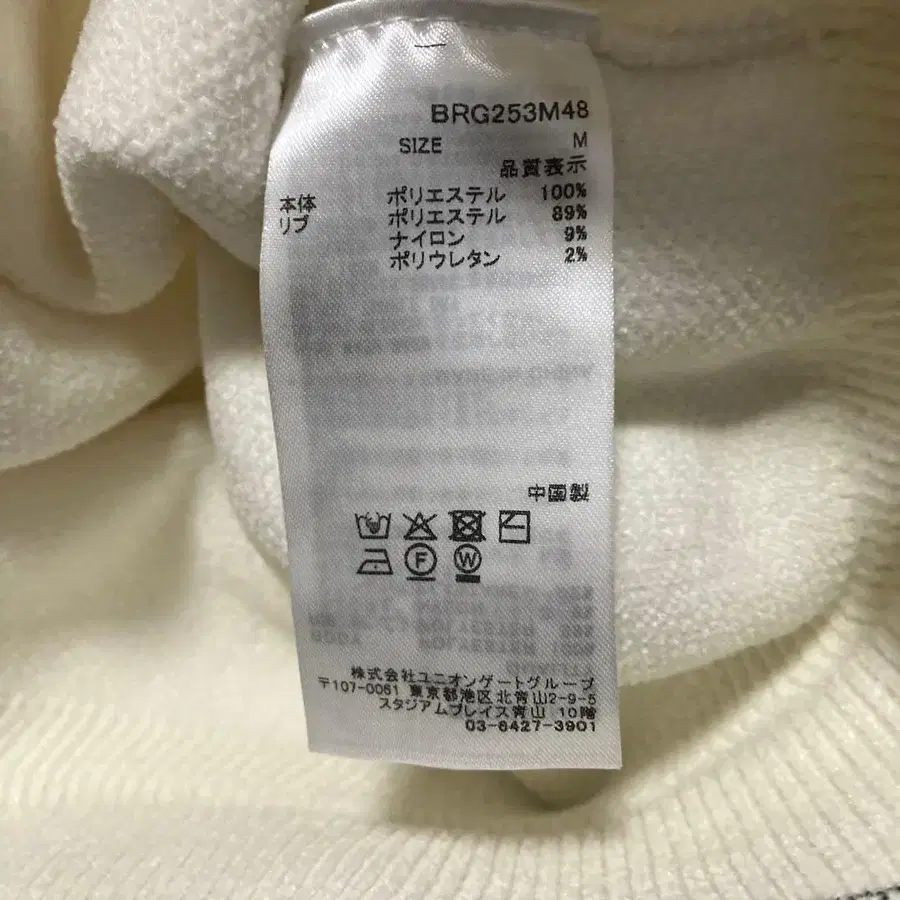 BRG253M48
SIZE M
品質表示
本体 ポリエステル 100%
リブ ポリエステル 89%
ナイロン 9%
ポリウレタン 2%
中国製
F W
株式会社ユニオンゲートグループ
〒107-0061 東京都港区北青山2-9-5
スタジアムプレイス青山 10階
03-6427-3901